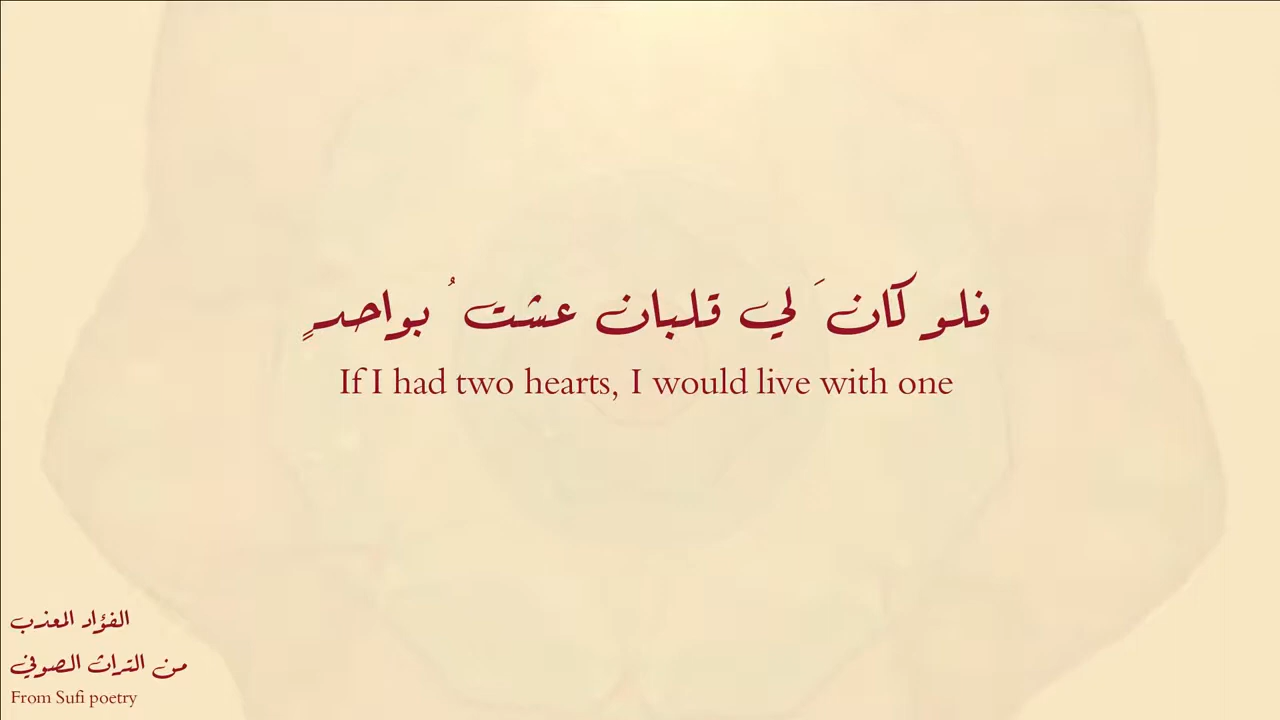 فلو كانَ لي قلبان عشتُ بواحدٍ
If I had two hearts, I would live with one
الفؤاد المعذب
من التراث الصوفي
From Sufi poetry